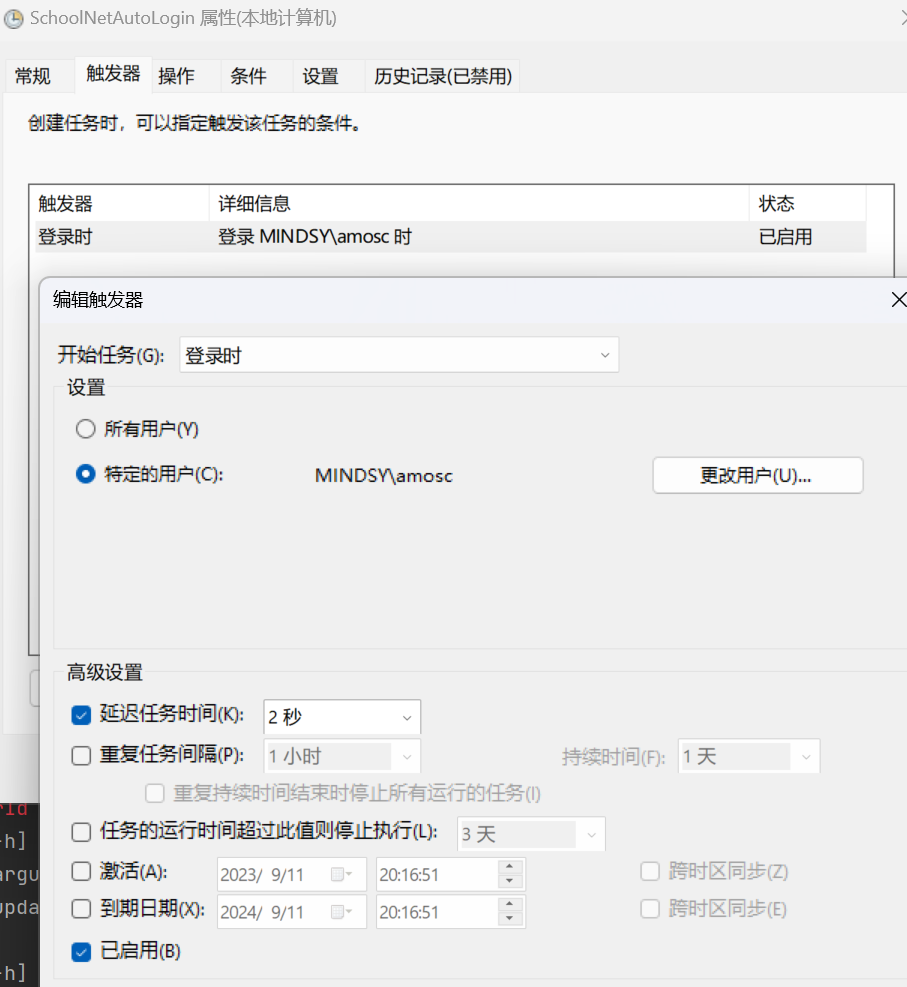 SchoolNetAutoLogin 属性(本地计算机)
常规 触发器 操作 条件 设置 历史记录(已禁用)
创建任务时，可以指定触发该任务的条件。
触发器 详细信息 状态
登录时 登录 MINDSY\amosc 时 已启用
编辑触发器
开始任务(G): 登录时
设置
所有用户(Y)
特定的用户(C): MINDSY\amosc 更改用户(U)...
高级设置
延迟任务时间(K): 2 秒
重复任务间隔(P): 1 小时 持续时间(F): 1 天
重复持续时间结束时停止所有运行的任务(I)
任务的运行时间超过此值则停止执行(L): 3 天
激活(A): 2023/ 9/11 20:16:51 跨时区同步(Z)
到期日期(X): 2024/ 9/11 20:16:51 跨时区同步(E)
已启用(B)
-h]
argu
upda
-h]